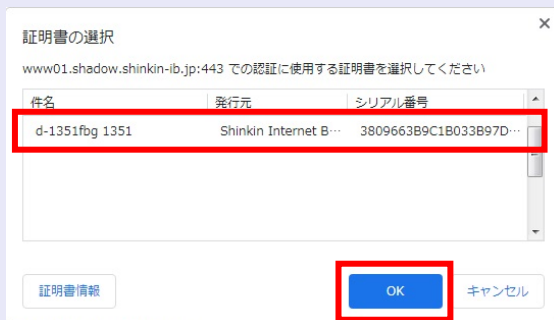 証明書の選択
www01.shadow.shinkin-ib.jp:443 での認証に使用する証明書を選択してください
件名 発行元 シリアル番号
d-1351fbg 1351 Shinkin Internet B… 3809663B9C1B033B97D…
証明書情報 OK キャンセル